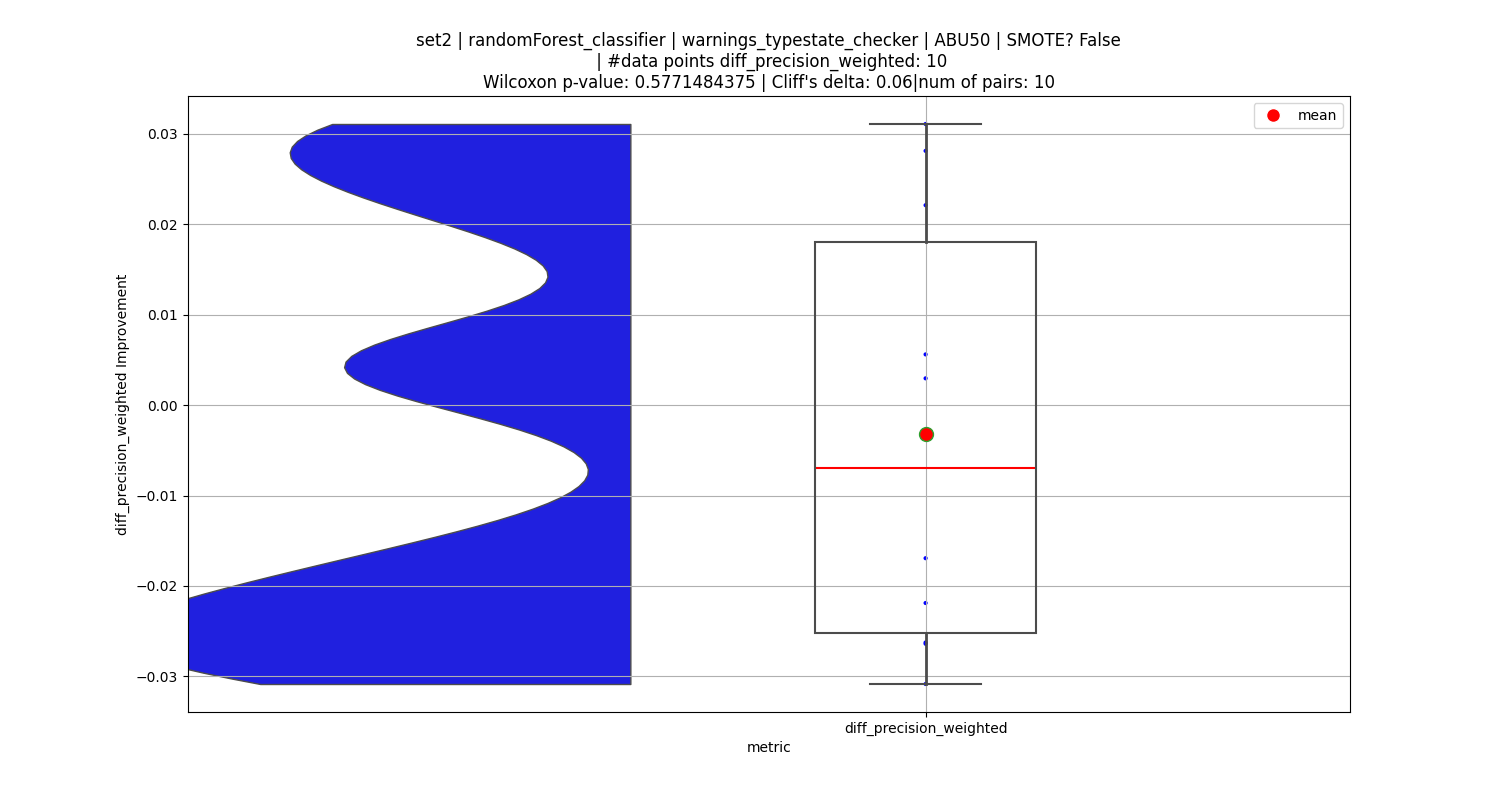 set2 | randomForest_classifier | warnings_typestate_checker | ABU50 | SMOTE? False
| #data points diff_precision_weighted: 10
Wilcoxon p-value: 0.5771484375 | Cliff's delta: 0.06|num of pairs: 10
mean
0.03
0.02
0.01
0.00
−0.01
−0.02
−0.03
diff_precision_weighted Improvement
diff_precision_weighted
metric